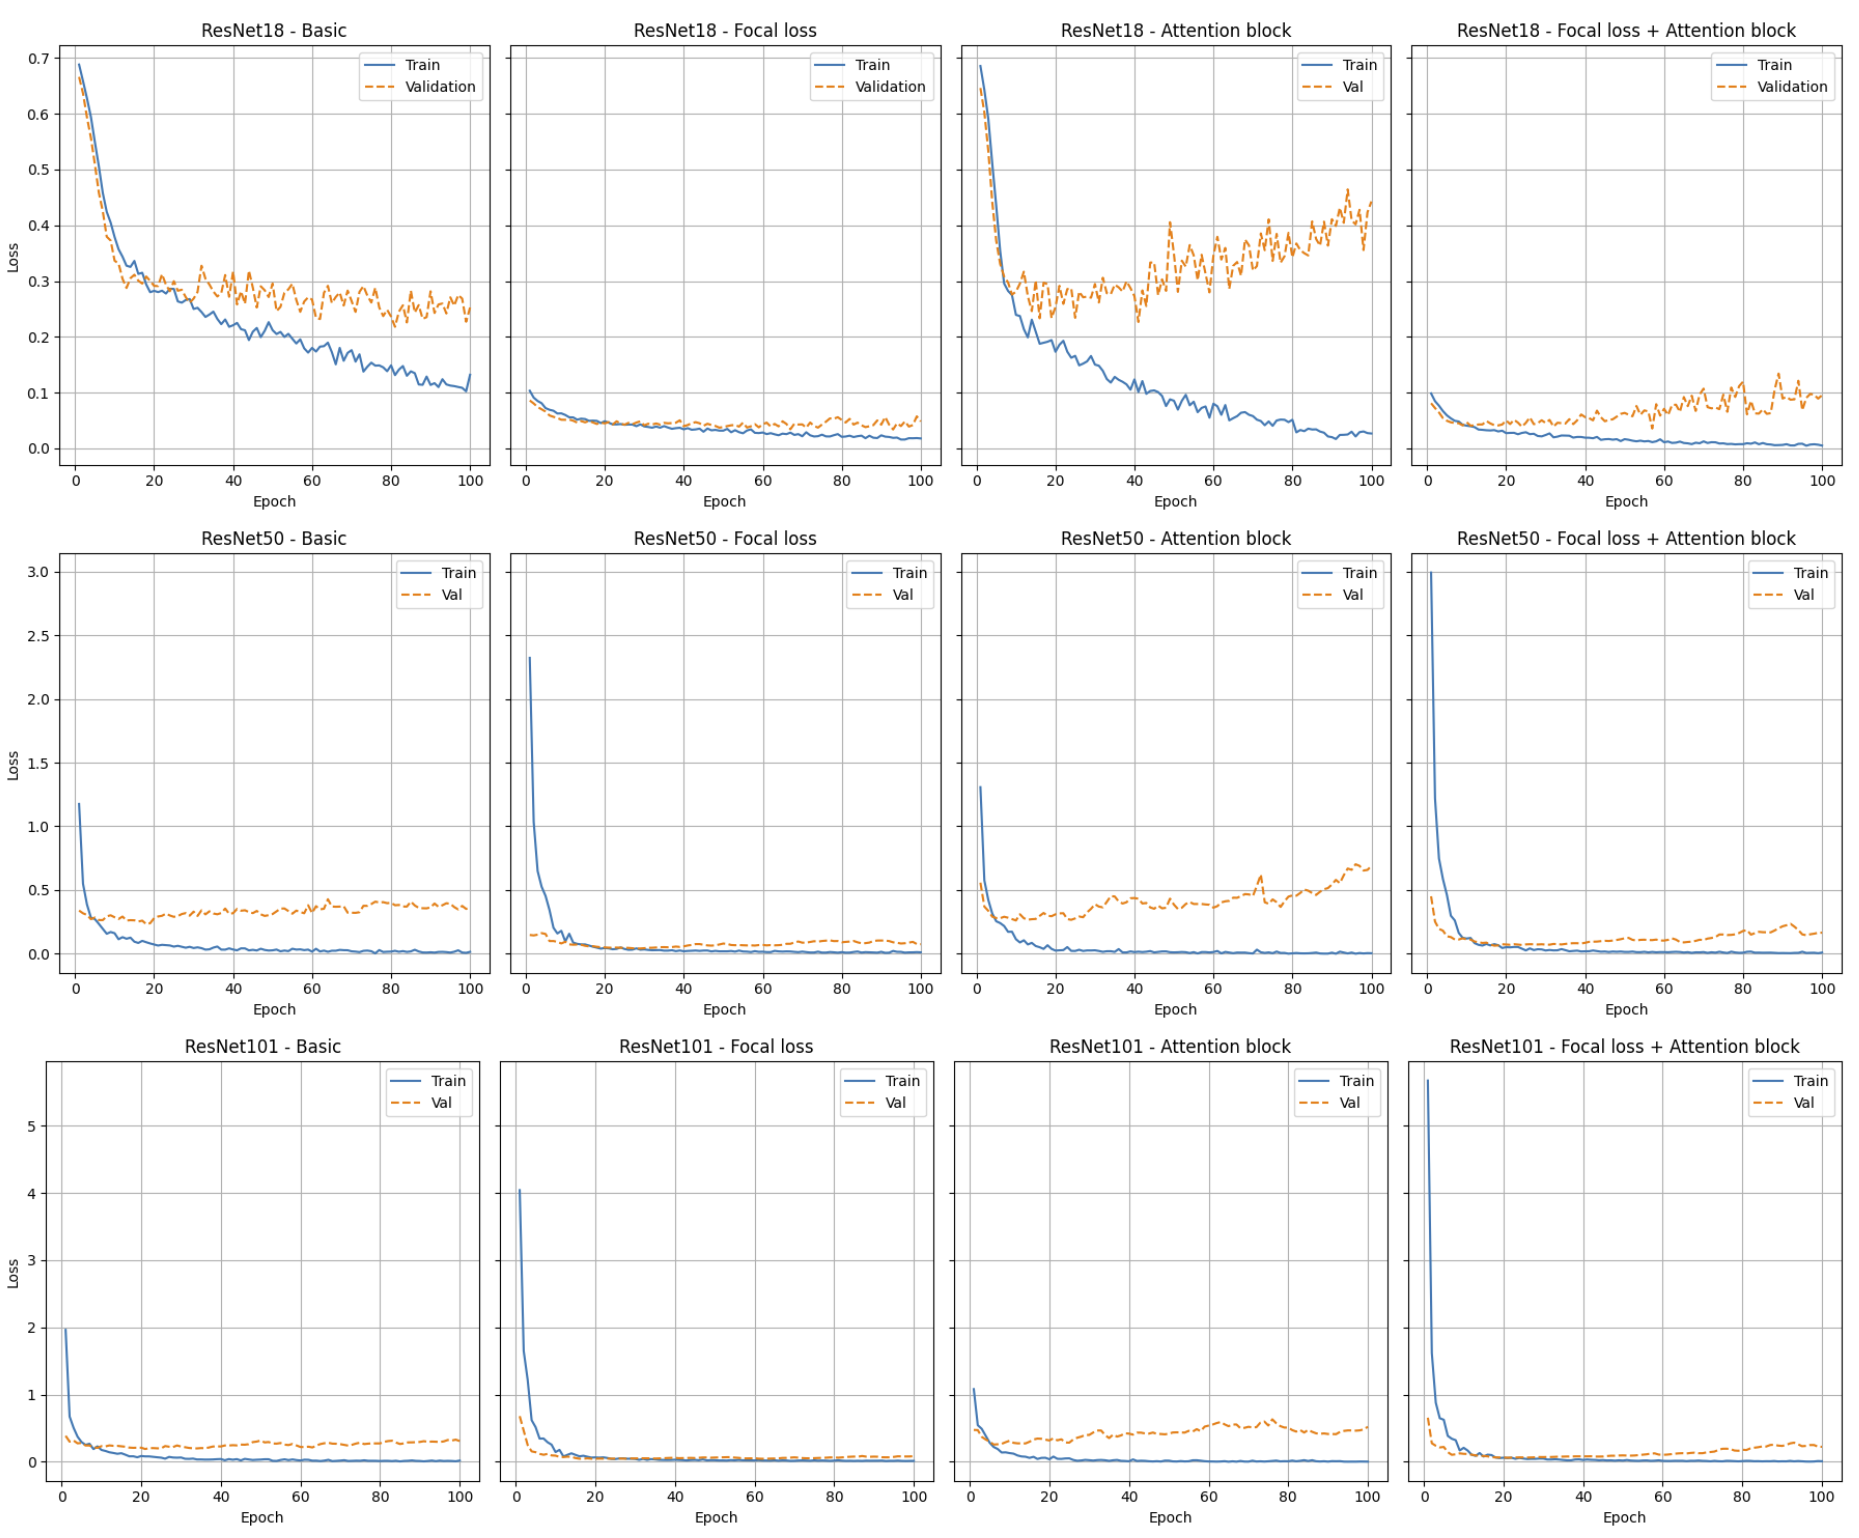 ResNet18 - Basic
ResNet18 - Focal loss
ResNet18 - Attention block
ResNet18 - Focal loss + Attention block
Train
Validation
Train
Validation
Train
Val
Train
Validation
0.7
0.6
0.5
0.4
0.3
0.2
0.1
0.0
Loss
0 20 40 60 80 100
0 20 40 60 80 100
0 20 40 60 80 100
0 20 40 60 80 100
Epoch
Epoch
Epoch
Epoch
ResNet50 - Basic
ResNet50 - Focal loss
ResNet50 - Attention block
ResNet50 - Focal loss + Attention block
Train
Val
Train
Val
Train
Val
Train
Val
3.0
2.5
2.0
1.5
1.0
0.5
0.0
Loss
0 20 40 60 80 100
0 20 40 60 80 100
0 20 40 60 80 100
0 20 40 60 80 100
Epoch
Epoch
Epoch
Epoch
ResNet101 - Basic
ResNet101 - Focal loss
ResNet101 - Attention block
ResNet101 - Focal loss + Attention block
Train
Val
Train
Val
Train
Val
Train
Val
5
4
3
2
1
0
Loss
0 20 40 60 80 100
0 20 40 60 80 100
0 20 40 60 80 100
0 20 40 60 80 100
Epoch
Epoch
Epoch
Epoch